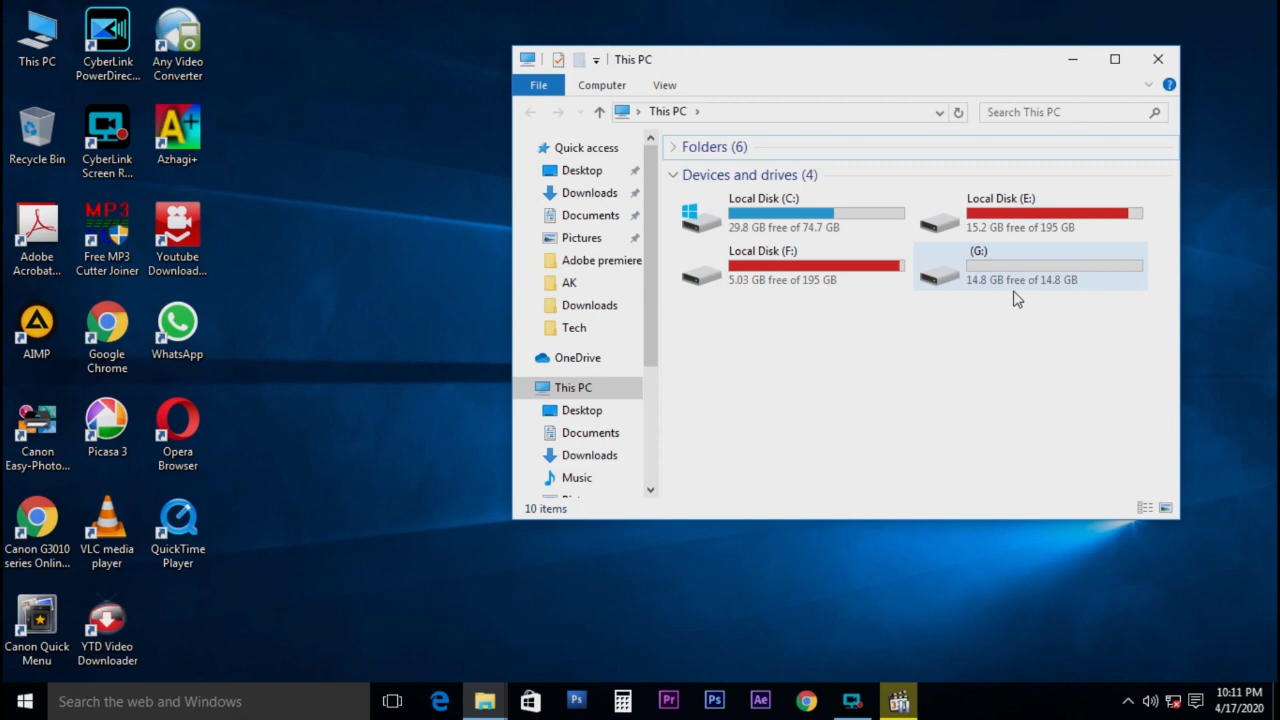 This PC
CyberLink
PowerDirec...
Any Video
Converter
Recycle Bin
CyberLink
Screen R...
A+
Azhagi+
Adobe
Acrobat...
MP3
Free MP3
Cutter Joiner
Youtube
Download...
AIMP
Google
Chrome
WhatsApp
Canon
Easy-Photo...
Picasa 3
Opera
Browser
Canon G3010
series Onlin...
VLC media
player
QuickTime
Player
Canon Quick
Menu
YTD Video
Downloader
This PC
File
Computer
View
This PC
Search This PC
Quick access
Desktop
Downloads
Documents
Pictures
Adobe premiere
AK
Downloads
Tech
OneDrive
This PC
Desktop
Documents
Downloads
Music
Folders (6)
Devices and drives (4)
Local Disk (C:)
29.8 GB free of 74.7 GB
Local Disk (E:)
15.2 GB free of 195 GB
Local Disk (F:)
5.03 GB free of 195 GB
(G:)
14.8 GB free of 14.8 GB
10 items
Search the web and Windows
Ps
Pr
Ps
Ae
10:11 PM
4/17/2020